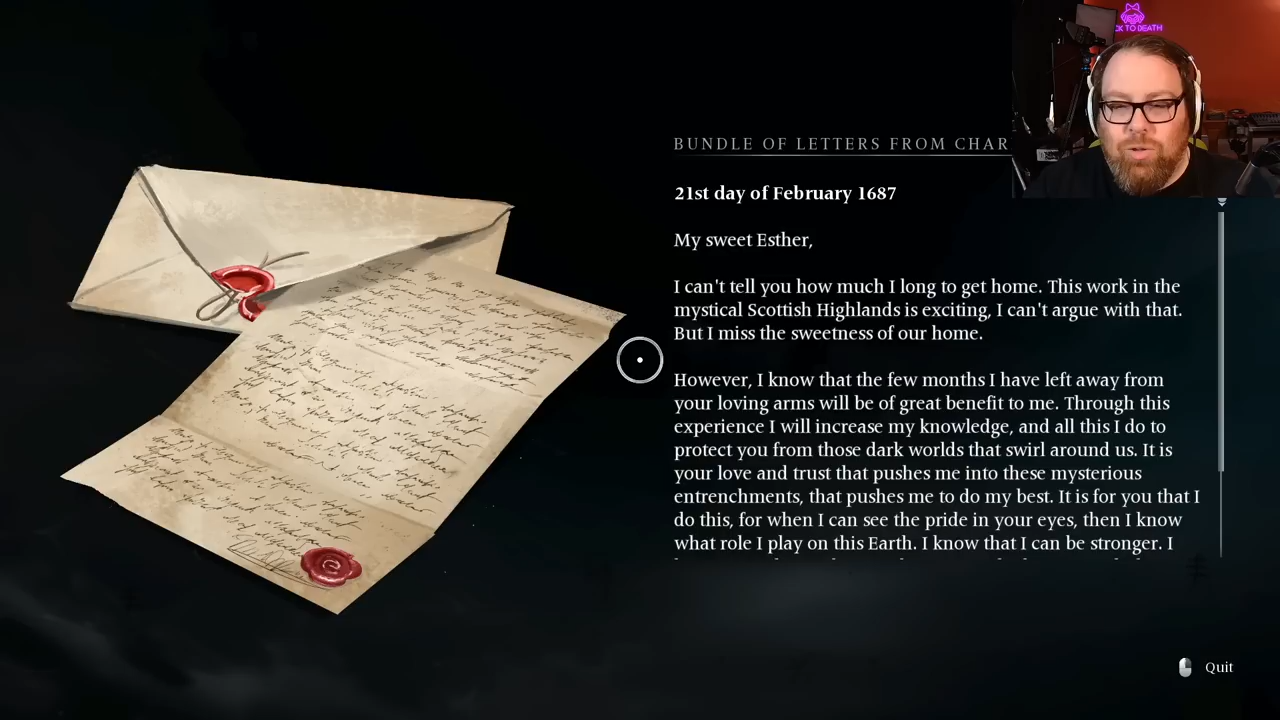 CK TO DEATH
BUNDLE OF LETTERS FROM CHAR
21st day of February 1687
My sweet Esther,
I can't tell you how much I long to get home. This work in the
mystical Scottish Highlands is exciting, I can't argue with that.
But I miss the sweetness of our home.
However, I know that the few months I have left away from
your loving arms will be of great benefit to me. Through this
experience I will increase my knowledge, and all this I do to
protect you from those dark worlds that swirl around us. It is
your love and trust that pushes me into these mysterious
entrenchments, that pushes me to do my best. It is for you that I
do this, for when I can see the pride in your eyes, then I know
what role I play on this Earth. I know that I can be stronger. I
Quit